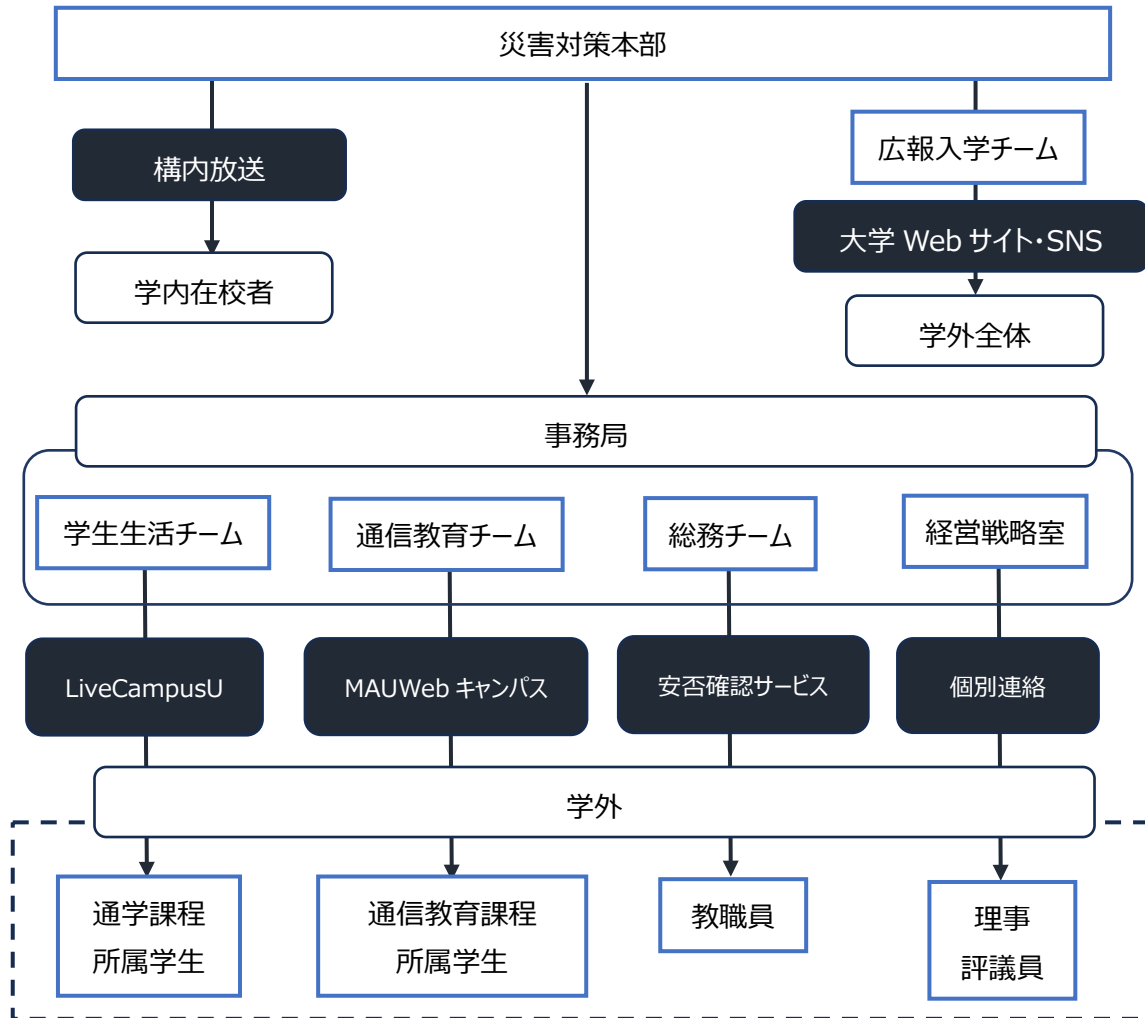 災害対策本部
構内放送
広報入学チーム
大学 Web サイト・SNS
学内在校者
学外全体
事務局
学生生活チーム
通信教育チーム
総務チーム
経営戦略室
LiveCampusU
MAUWeb キャンパス
安否確認サービス
個別連絡
学外
通学課程
所属学生
通信教育課程
所属学生
教職員
理事
評議員